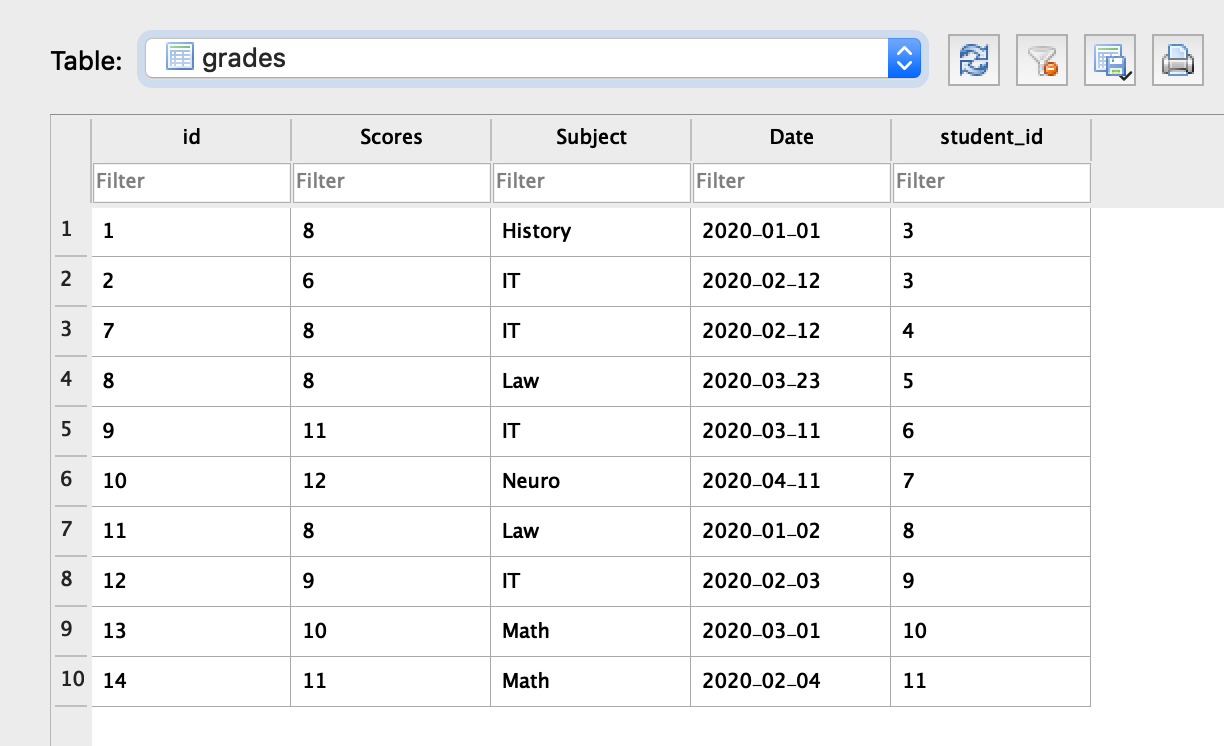 Table: grades
id Scores Subject Date student_id
Filter Filter Filter Filter Filter
1 1 8 History 2020-01-01 3
2 2 6 IT 2020-02-12 3
3 7 8 IT 2020-02-12 4
4 8 8 Law 2020-03-23 5
5 9 11 IT 2020-03-11 6
6 10 12 Neuro 2020-04-11 7
7 11 8 Law 2020-01-02 8
8 12 9 IT 2020-02-03 9
9 13 10 Math 2020-03-01 10
10 14 11 Math 2020-02-04 11